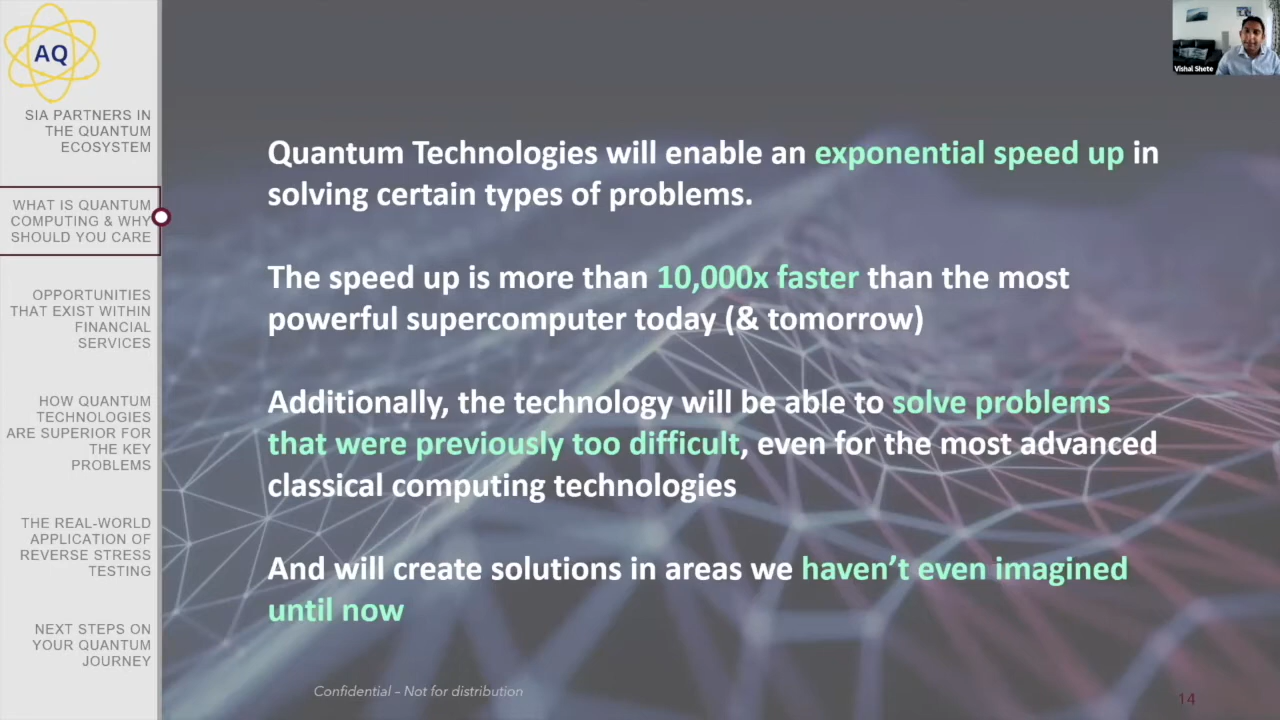 AQ
SIA PARTNERS IN
THE QUANTUM
ECOSYSTEM
WHAT IS QUANTUM
COMPUTING & WHY
SHOULD YOU CARE
OPPORTUNITIES
THAT EXIST WITHIN
FINANCIAL
SERVICES
HOW QUANTUM
TECHNOLOGIES
ARE SUPERIOR FOR
THE KEY
PROBLEMS
THE REAL-WORLD
APPLICATION OF
REVERSE STRESS
TESTING
NEXT STEPS ON
YOUR QUANTUM
JOURNEY
Quantum Technologies will enable an exponential speed up in
solving certain types of problems.
The speed up is more than 10,000x faster than the most
powerful supercomputer today (& tomorrow)
Additionally, the technology will be able to solve problems
that were previously too difficult, even for the most advanced
classical computing technologies
And will create solutions in areas we haven’t even imagined
until now
Confidential – Not for distribution
14
Vishal Shete